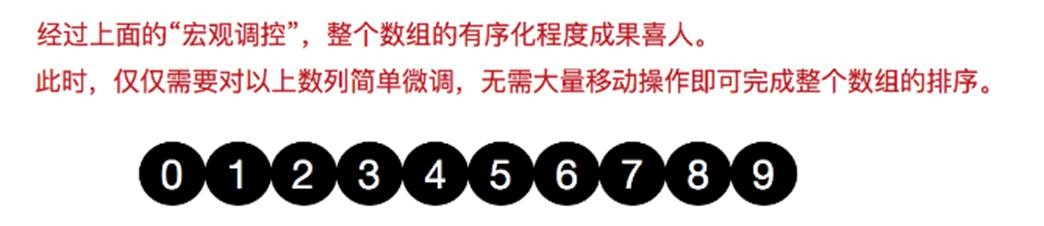 经过上面的“宏观调控”，整个数组的有序化程度成果喜人。
此时，仅仅需要对以上数列简单微调，无需大量移动操作即可完成整个数组的排序。
0 1 2 3 4 5 6 7 8 9